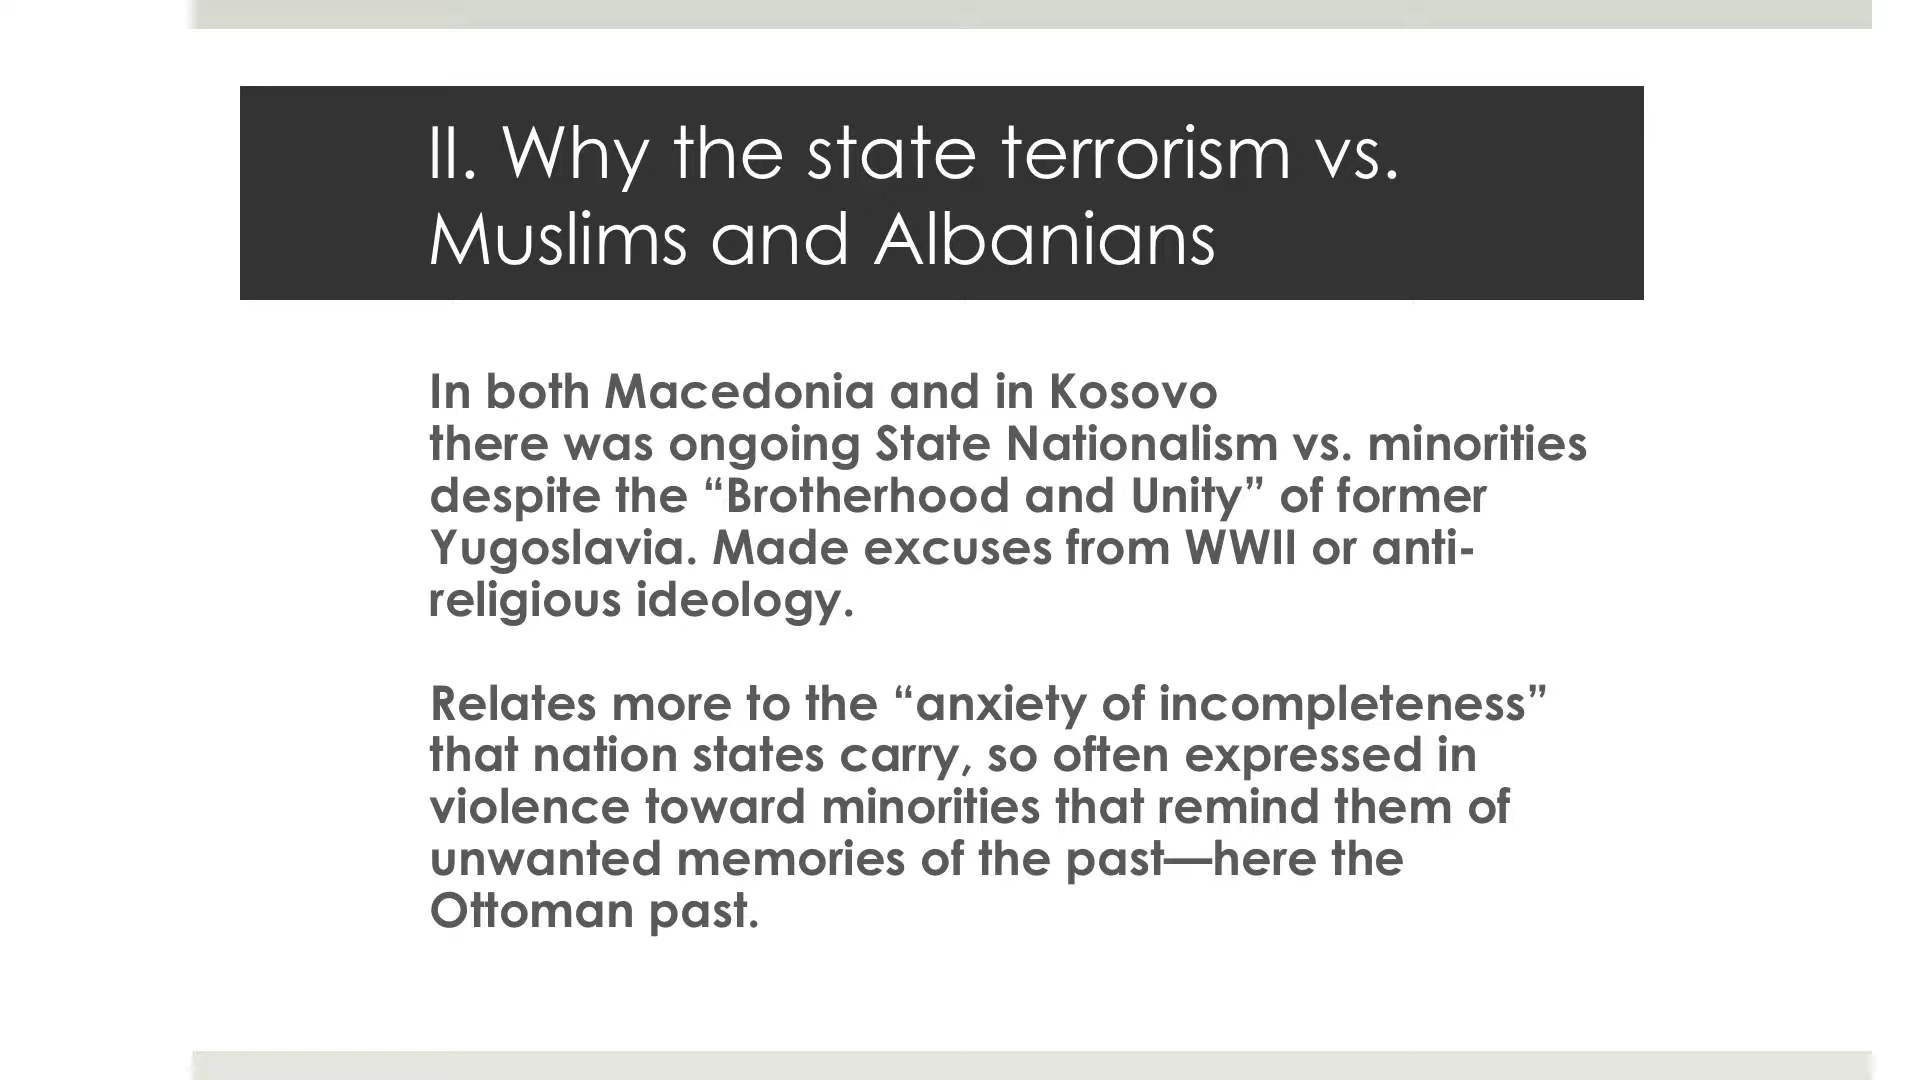 II. Why the state terrorism vs.
Muslims and Albanians
In both Macedonia and in Kosovo
there was ongoing State Nationalism vs. minorities
despite the “Brotherhood and Unity” of former
Yugoslavia. Made excuses from WWII or anti-
religious ideology.
Relates more to the “anxiety of incompleteness”
that nation states carry, so often expressed in
violence toward minorities that remind them of
unwanted memories of the past—here the
Ottoman past.